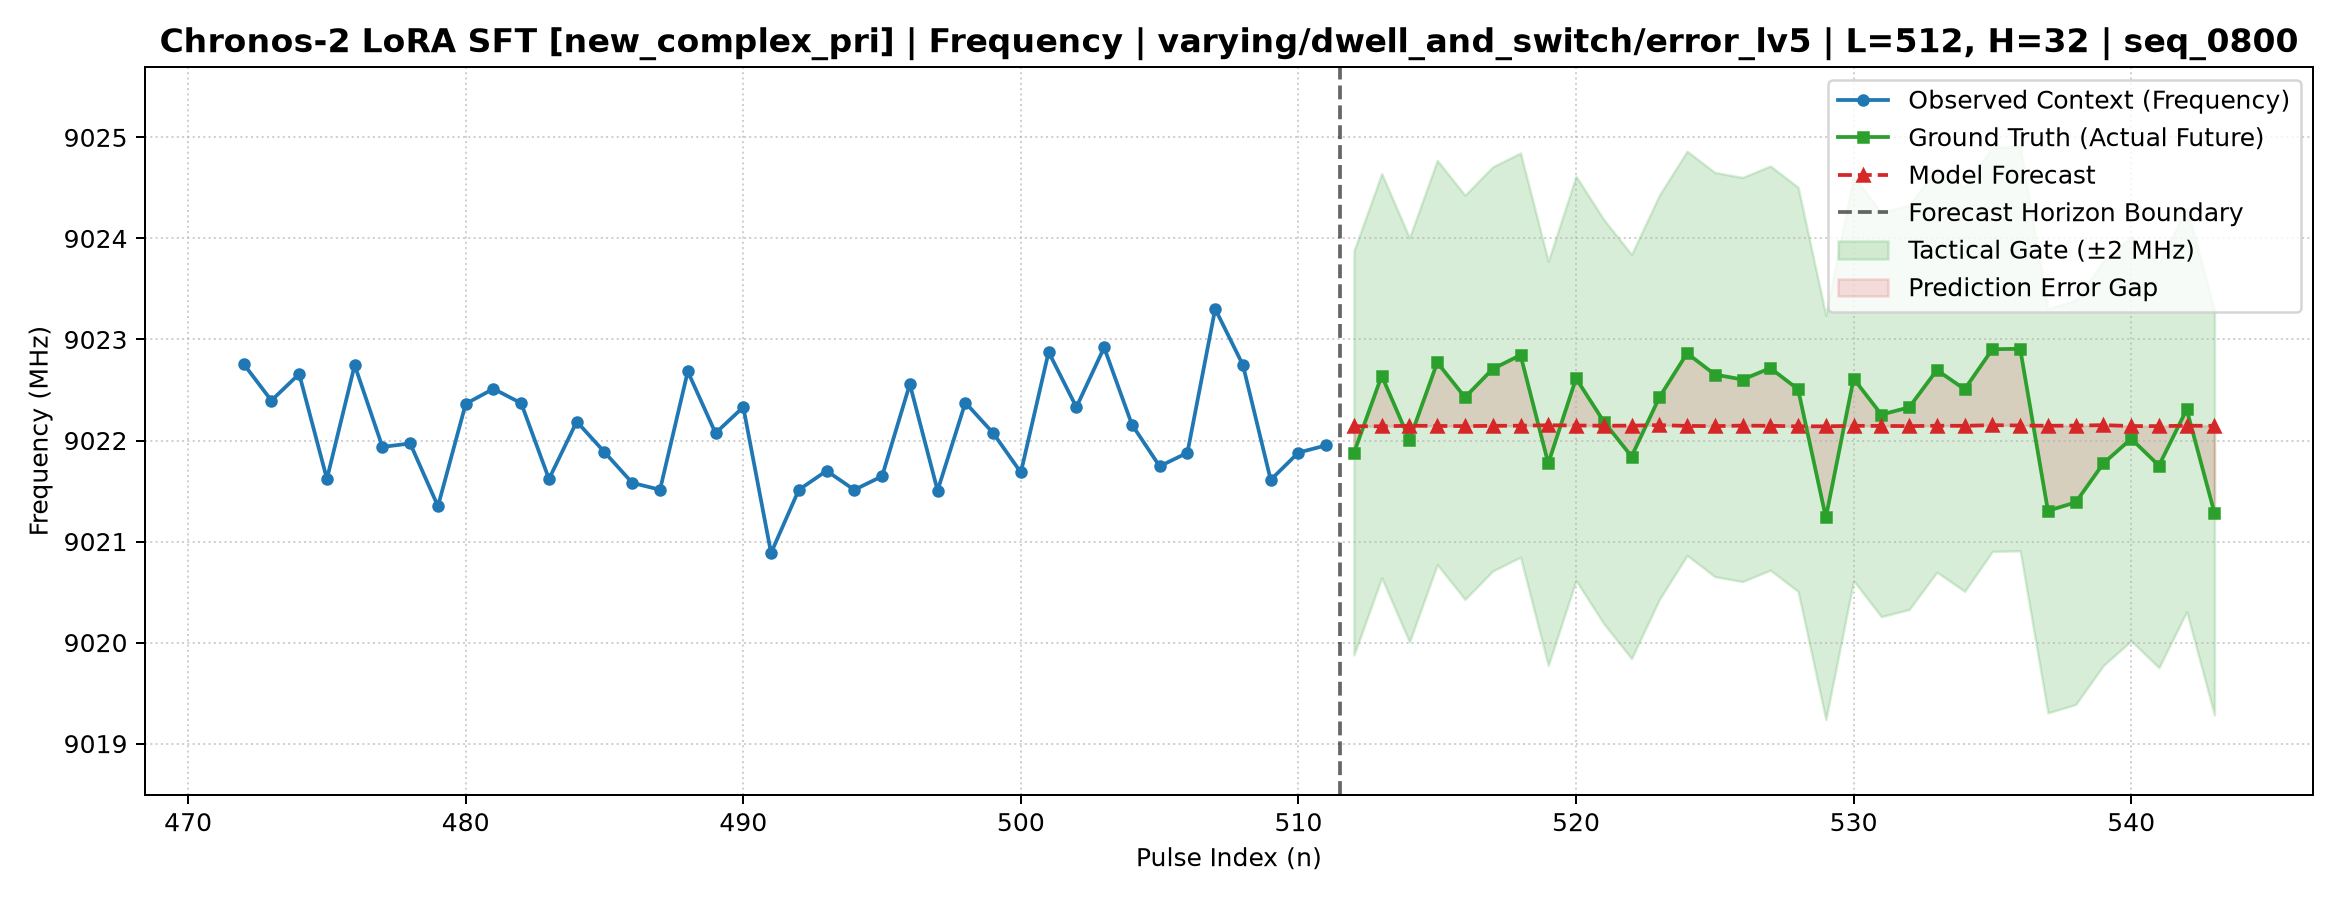 Chronos-2 LoRA SFT [new_complex_pri] | Frequency | varying/dwell_and_switch/error_lv5 | L=512, H=32 | seq_0800
Observed Context (Frequency)
Ground Truth (Actual Future)
Model Forecast
Forecast Horizon Boundary
Tactical Gate (±2 MHz)
Prediction Error Gap
Frequency (MHz)
9025
9024
9023
9022
9021
9020
9019
470 480 490 500 510 520 530 540
Pulse Index (n)